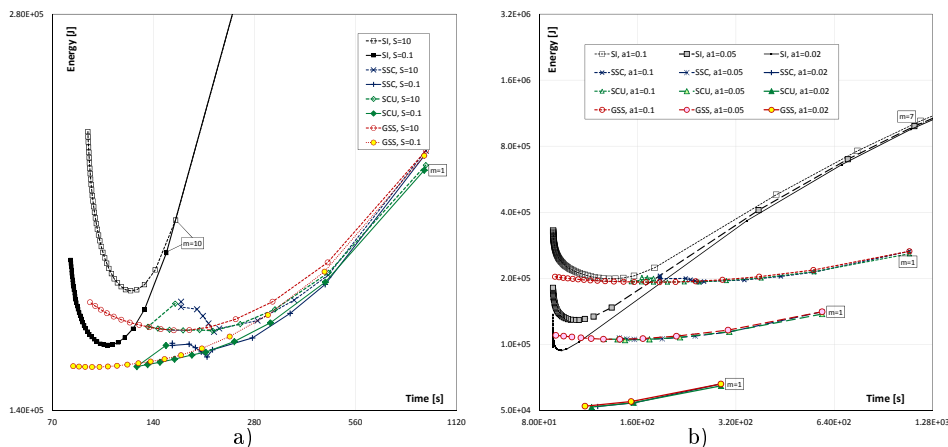 2.80E+05
Energy [J]
SI, S=10
SI, S=0.1
SSC, S=10
SSC, S=0.1
SCU, S=10
SCU, S=0.1
GSS, S=10
GSS, S=0.1
m=10
m=1
Time [s]
1.40E+05
70
140
280
560
1120
a)
3.2E+06
Energy [J]
1.6E+06
8.0E+05
4.0E+05
2.0E+05
1.0E+05
5.0E+04
SI, a1=0.1
SI, a1=0.05
SI, a1=0.02
SSC, a1=0.1
SSC, a1=0.05
SSC, a1=0.02
SCU, a1=0.1
SCU, a1=0.05
SCU, a1=0.02
GSS, a1=0.1
GSS, a1=0.05
GSS, a1=0.02
m=7
m=1
m=1
m=1
Time [s]
8.00E+01
1.60E+02
3.20E+02
6.40E+02
1.28E+03
b)